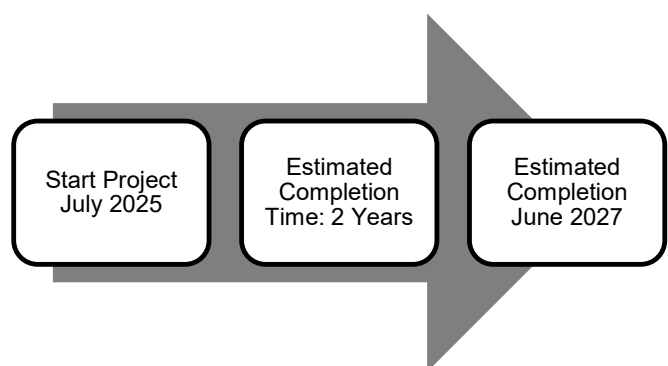 Start Project
July 2025
Estimated
Completion
Time: 2 Years
Estimated
Completion
June 2027